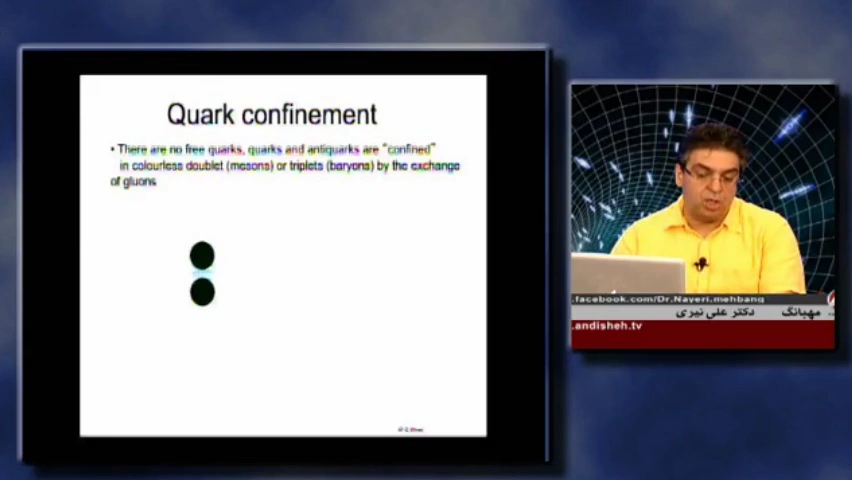 Quark confinement
• There are no free quarks, quarks and antiquarks are "confined"
in colourless doublet (mesons) or triplets (baryons) by the exchange
of gluons
.facebook.com/Dr.Nayeri.mehbang
مهبانگ دکتر علی نیری
.andisheh.tv